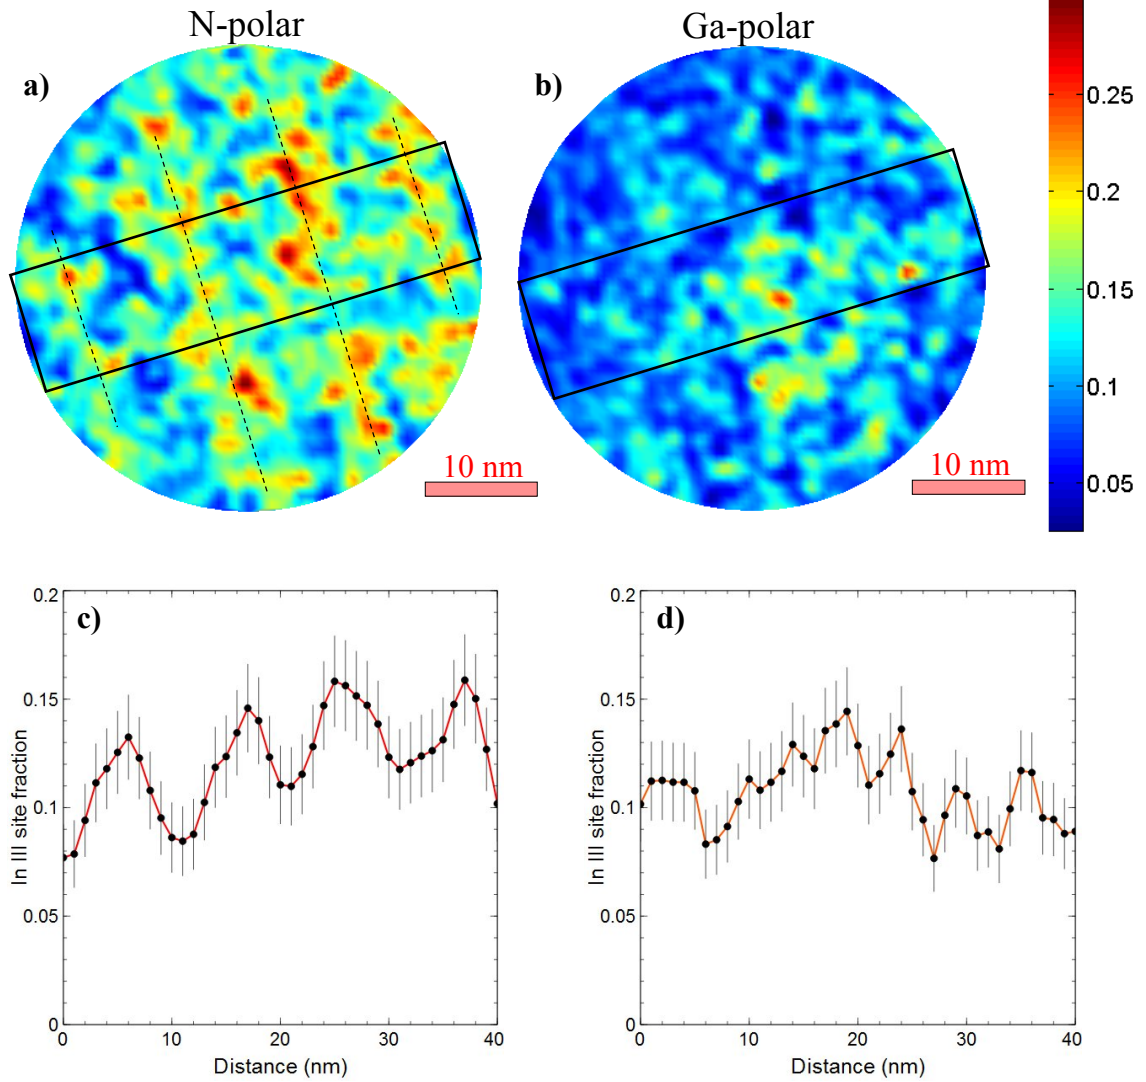 N-polar
Ga-polar
a)
b)
0.25
0.2
0.15
0.1
0.05
10 nm
10 nm
c)
0.2
0.15
0.1
0.05
0
In III site fraction
0 10 20 30 40
Distance (nm)
d)
0.2
0.15
0.1
0.05
0
In III site fraction
0 10 20 30 40
Distance (nm)